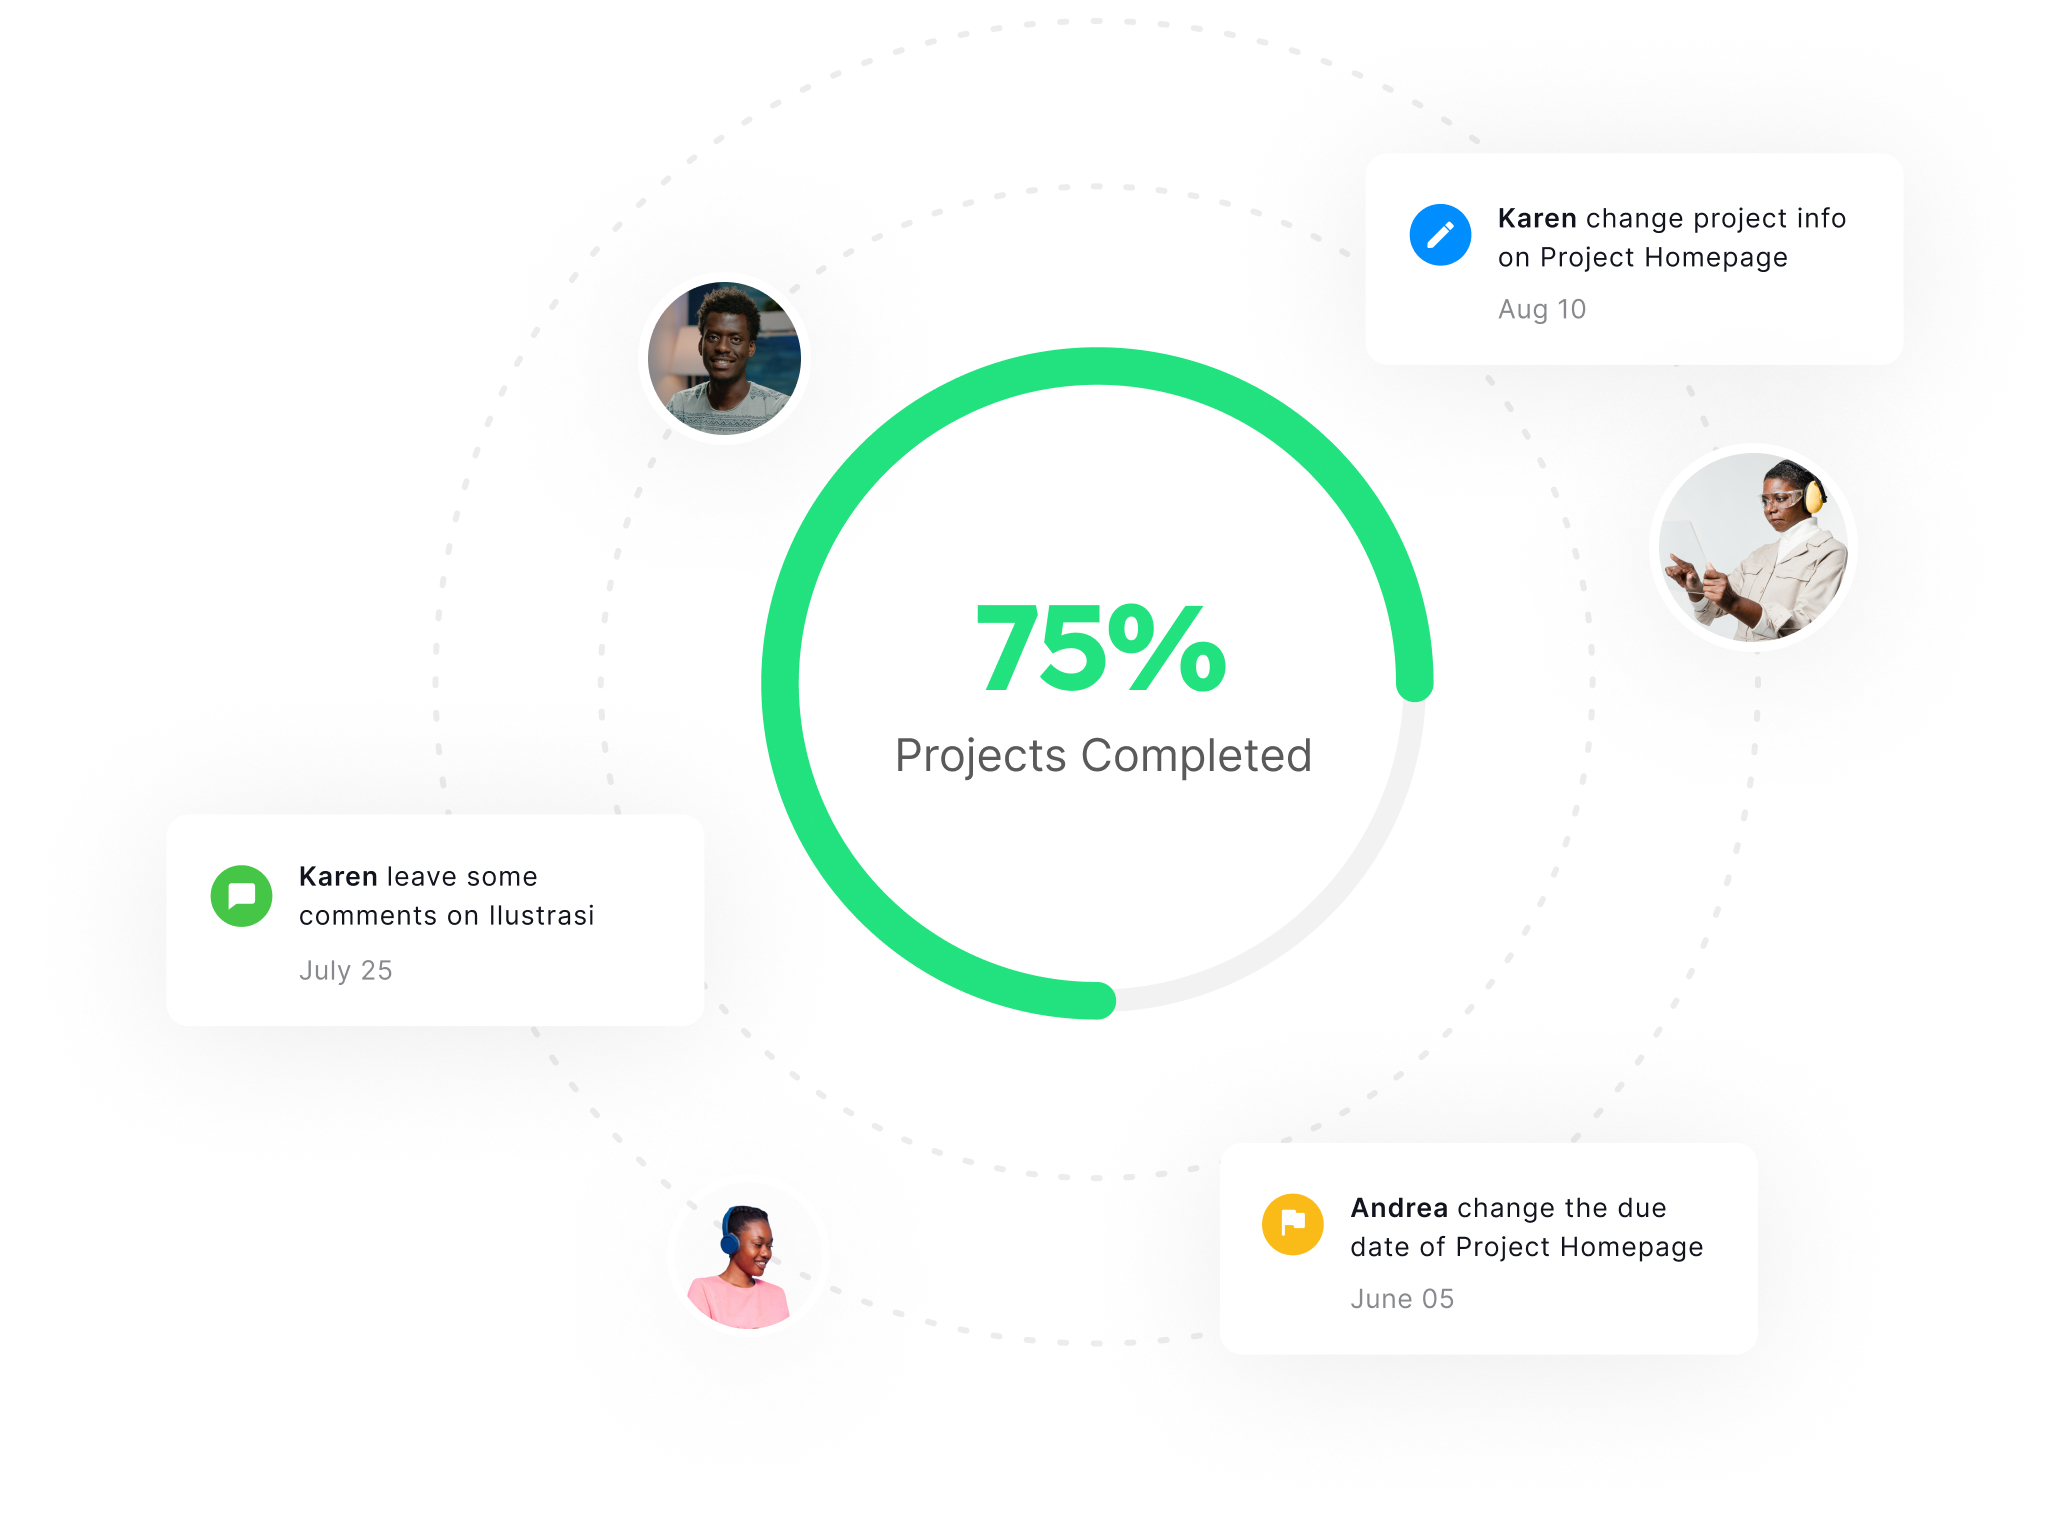 Karen change project info
on Project Homepage
Aug 10
75%
Projects Completed
Karen leave some
comments on Ilustrasi
July 25
Andrea change the due
date of Project Homepage
June 05